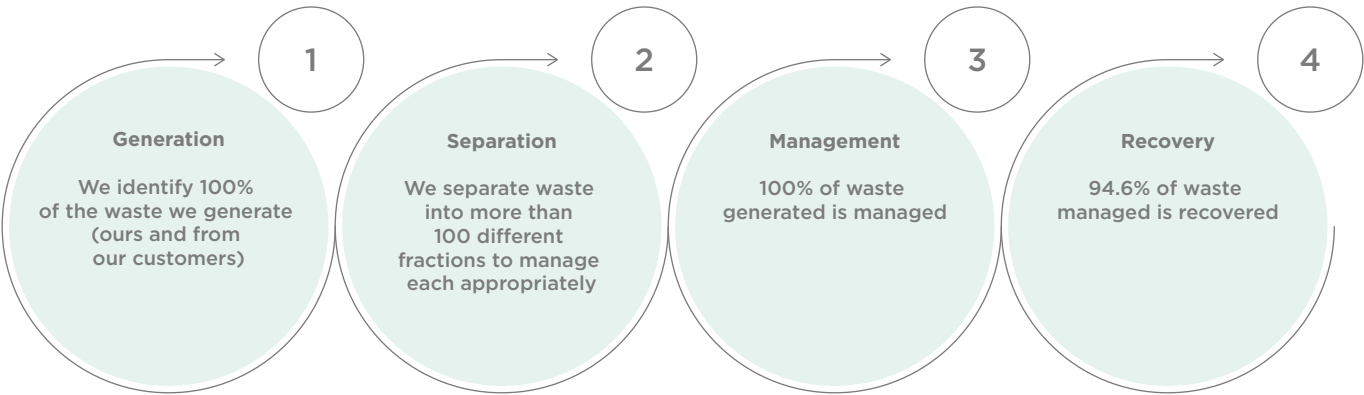 1
Generation
We identify 100%
of the waste we generate
(ours and from
our customers)
2
Separation
We separate waste
into more than
100 different
fractions to manage
each appropriately
3
Management
100% of waste
generated is managed
4
Recovery
94.6% of waste
managed is recovered